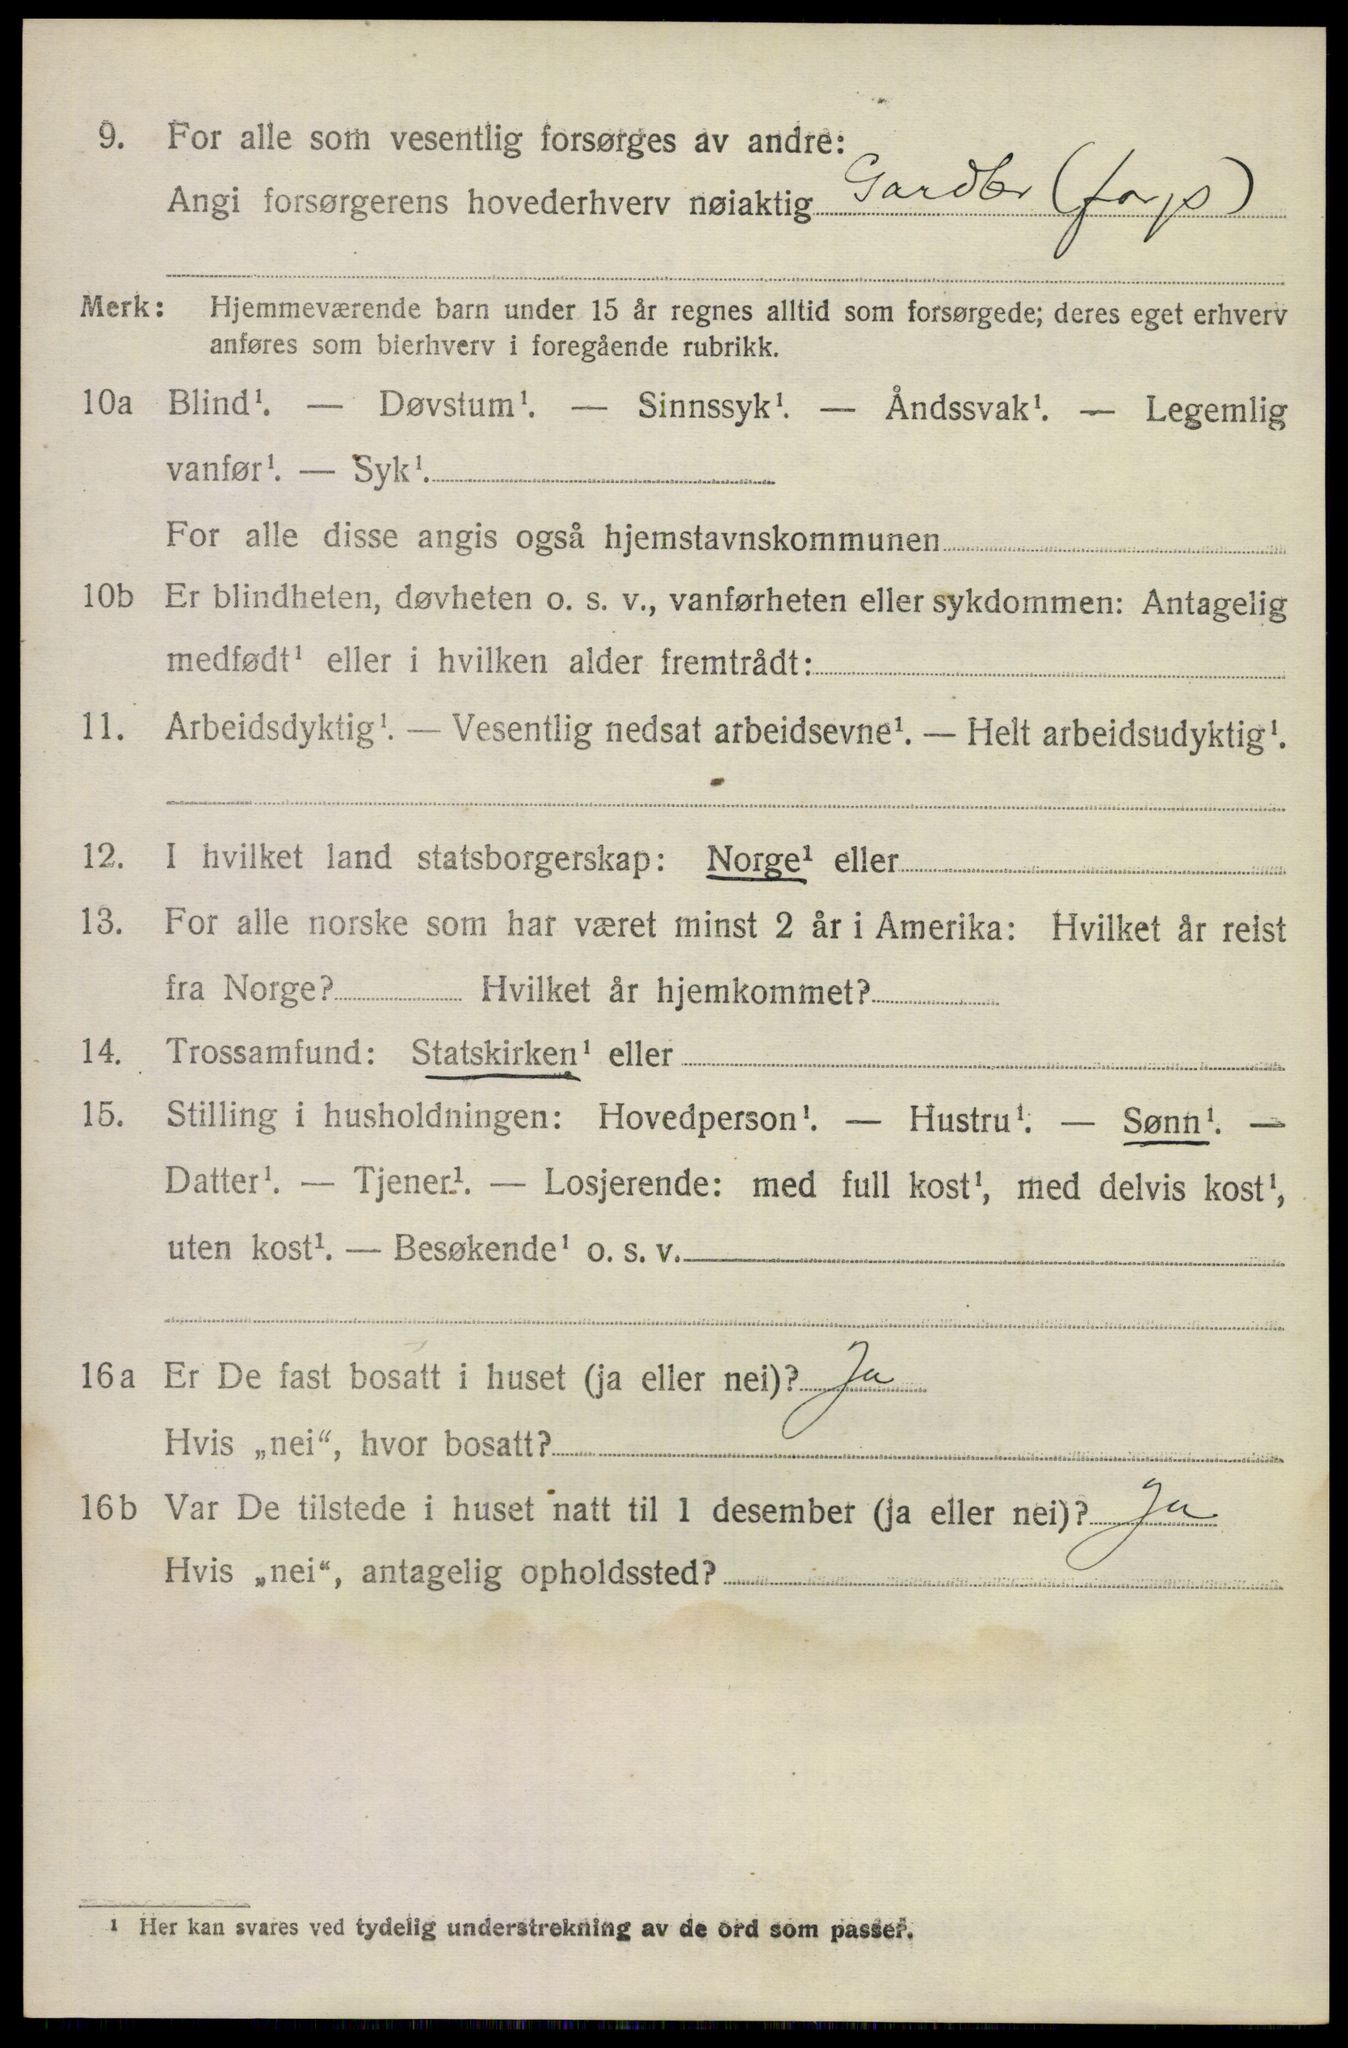 9. For alle som vesentlig forsørges av andre:
Angi forsørgerens hovederhverv nøiaktig Gardbr (forp)
Merk: Hjemmeværende barn under 15 år regnes alltid som forsørgede; deres eget erhverv
anføres som bierhverv i foregående rubrikk.
10a Blind¹. — Døvstum¹. — Sinnssyk¹. — Åndssvak¹. — Legemlig
vanfør¹. — Syk¹.
For alle disse angis også hjemstavnskommunen
10b Er blindheten, døvheten o. s. v., vanførheten eller sykdommen: Antagelig
medfødt¹ eller i hvilken alder fremtrådt:
11. Arbeidsdyktig¹. — Vesentlig nedsat arbeidsevne¹. — Helt arbeidsudyktig¹.
12. I hvilket land statsborgerskap: Norge¹ eller
13. For alle norske som har været minst 2 år i Amerika: Hvilket år reist
fra Norge? Hvilket år hjemkommet?
14. Trossamfund: Statskirken¹ eller
15. Stilling i husholdningen: Hovedperson¹. — Hustru¹. — Sønn¹. —
Datter¹. — Tjener¹. — Losjerende: med full kost¹, med delvis kost¹,
uten kost¹. — Besøkende¹ o. s. v.
16a Er De fast bosatt i huset (ja eller nei)? Ja
Hvis „nei“, hvor bosatt?
16b Var De tilstede i huset natt til 1 desember (ja eller nei)? Ja
Hvis „nei“, antagelig opholdssted?
¹ Her kan svares ved tydelig understrekning av de ord som passer.